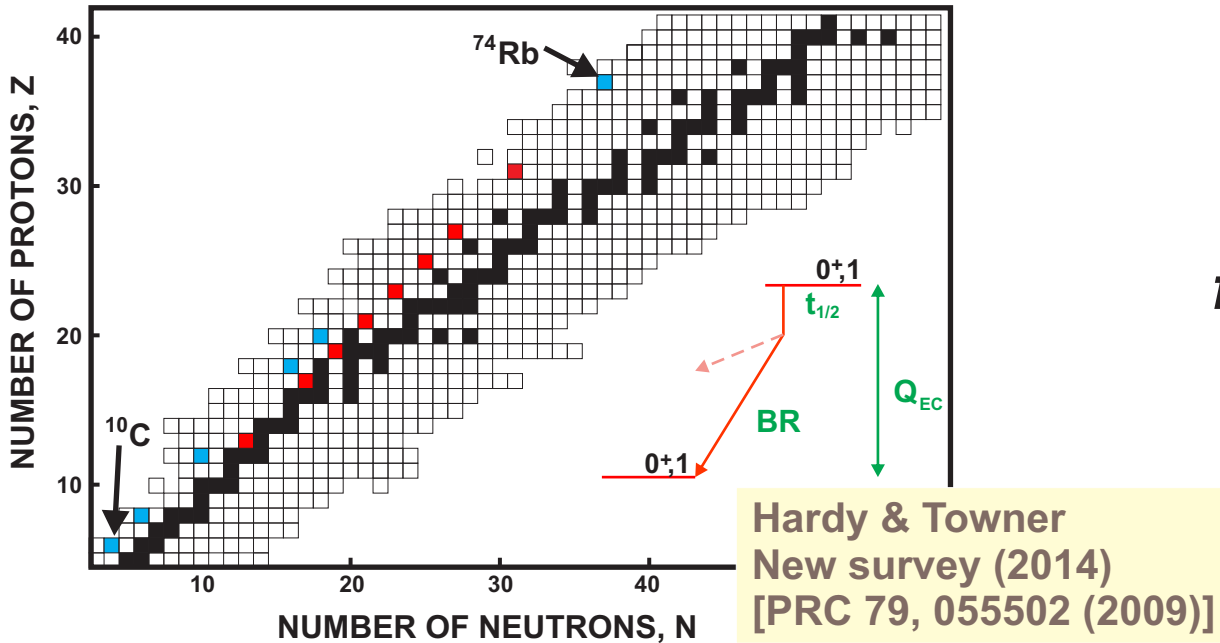 40
30
20
10
NUMBER OF PROTONS, Z
⁷⁴Rb
¹⁰C
0⁺,1
t₁/₂
BR
Q_EC
0⁺,1
10
20
30
40
NUMBER OF NEUTRONS, N
Hardy & Towner
New survey (2014)
[PRC 79, 055502 (2009)]